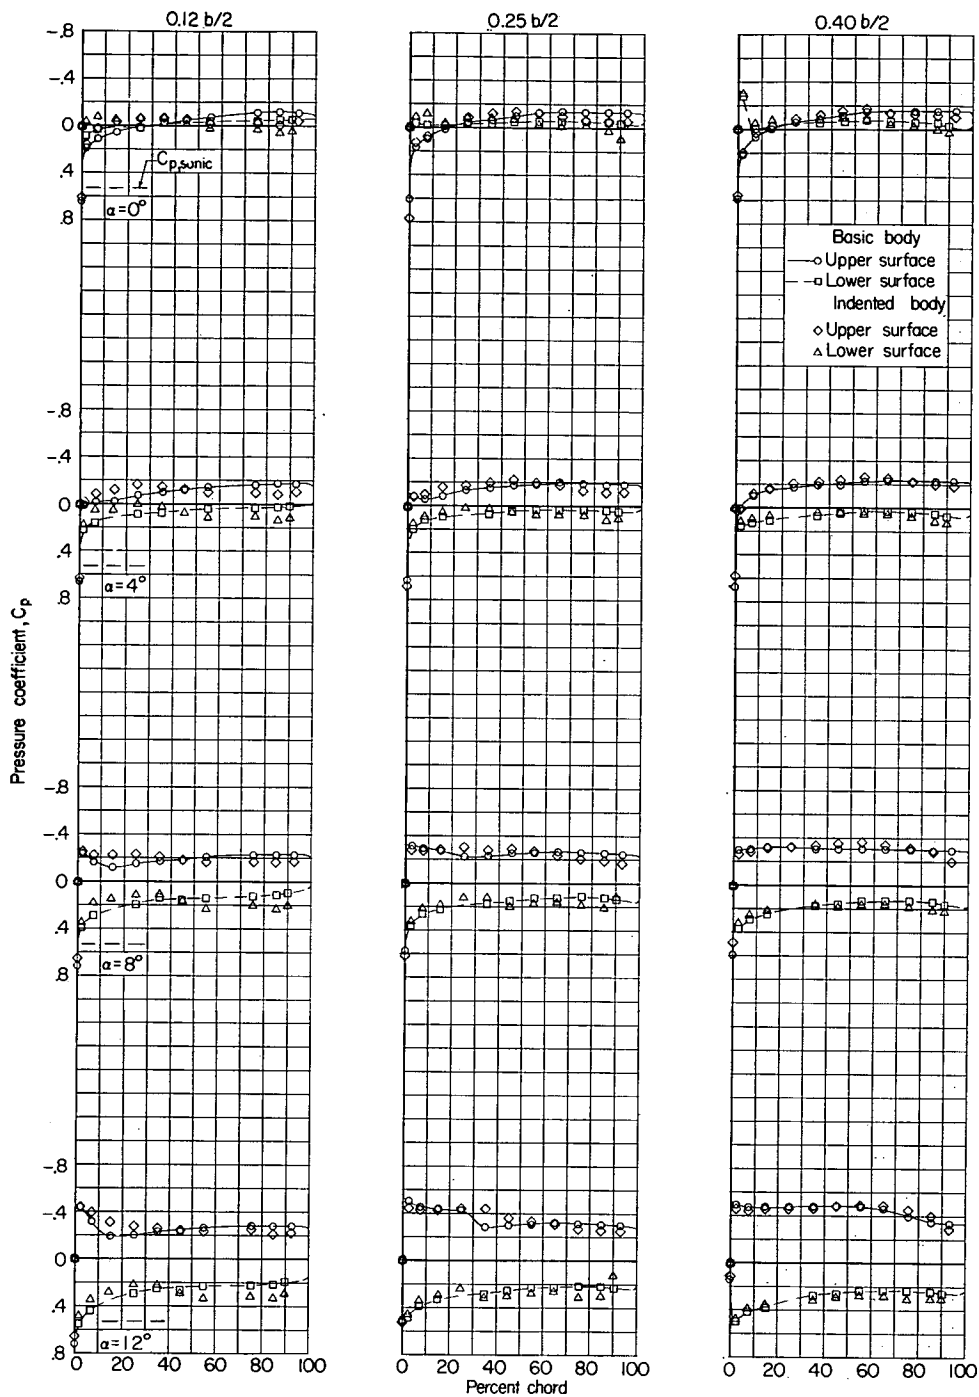 0.12 b/2 0.25 b/2 0.40 b/2
-.8
-.4
0
.4
.8
Cp,sonic
α=0°
Basic body
Upper surface
Lower surface
Indented body
Upper surface
Lower surface
-.8
-.4
0
.4
.8
α=4°
Pressure coefficient, Cp
-.8
-.4
0
.4
.8
α=8°
-.8
-.4
0
.4
.8
α=12°
0 20 40 60 80 100 0 20 40 60 80 100 0 20 40 60 80 100
Percent chord